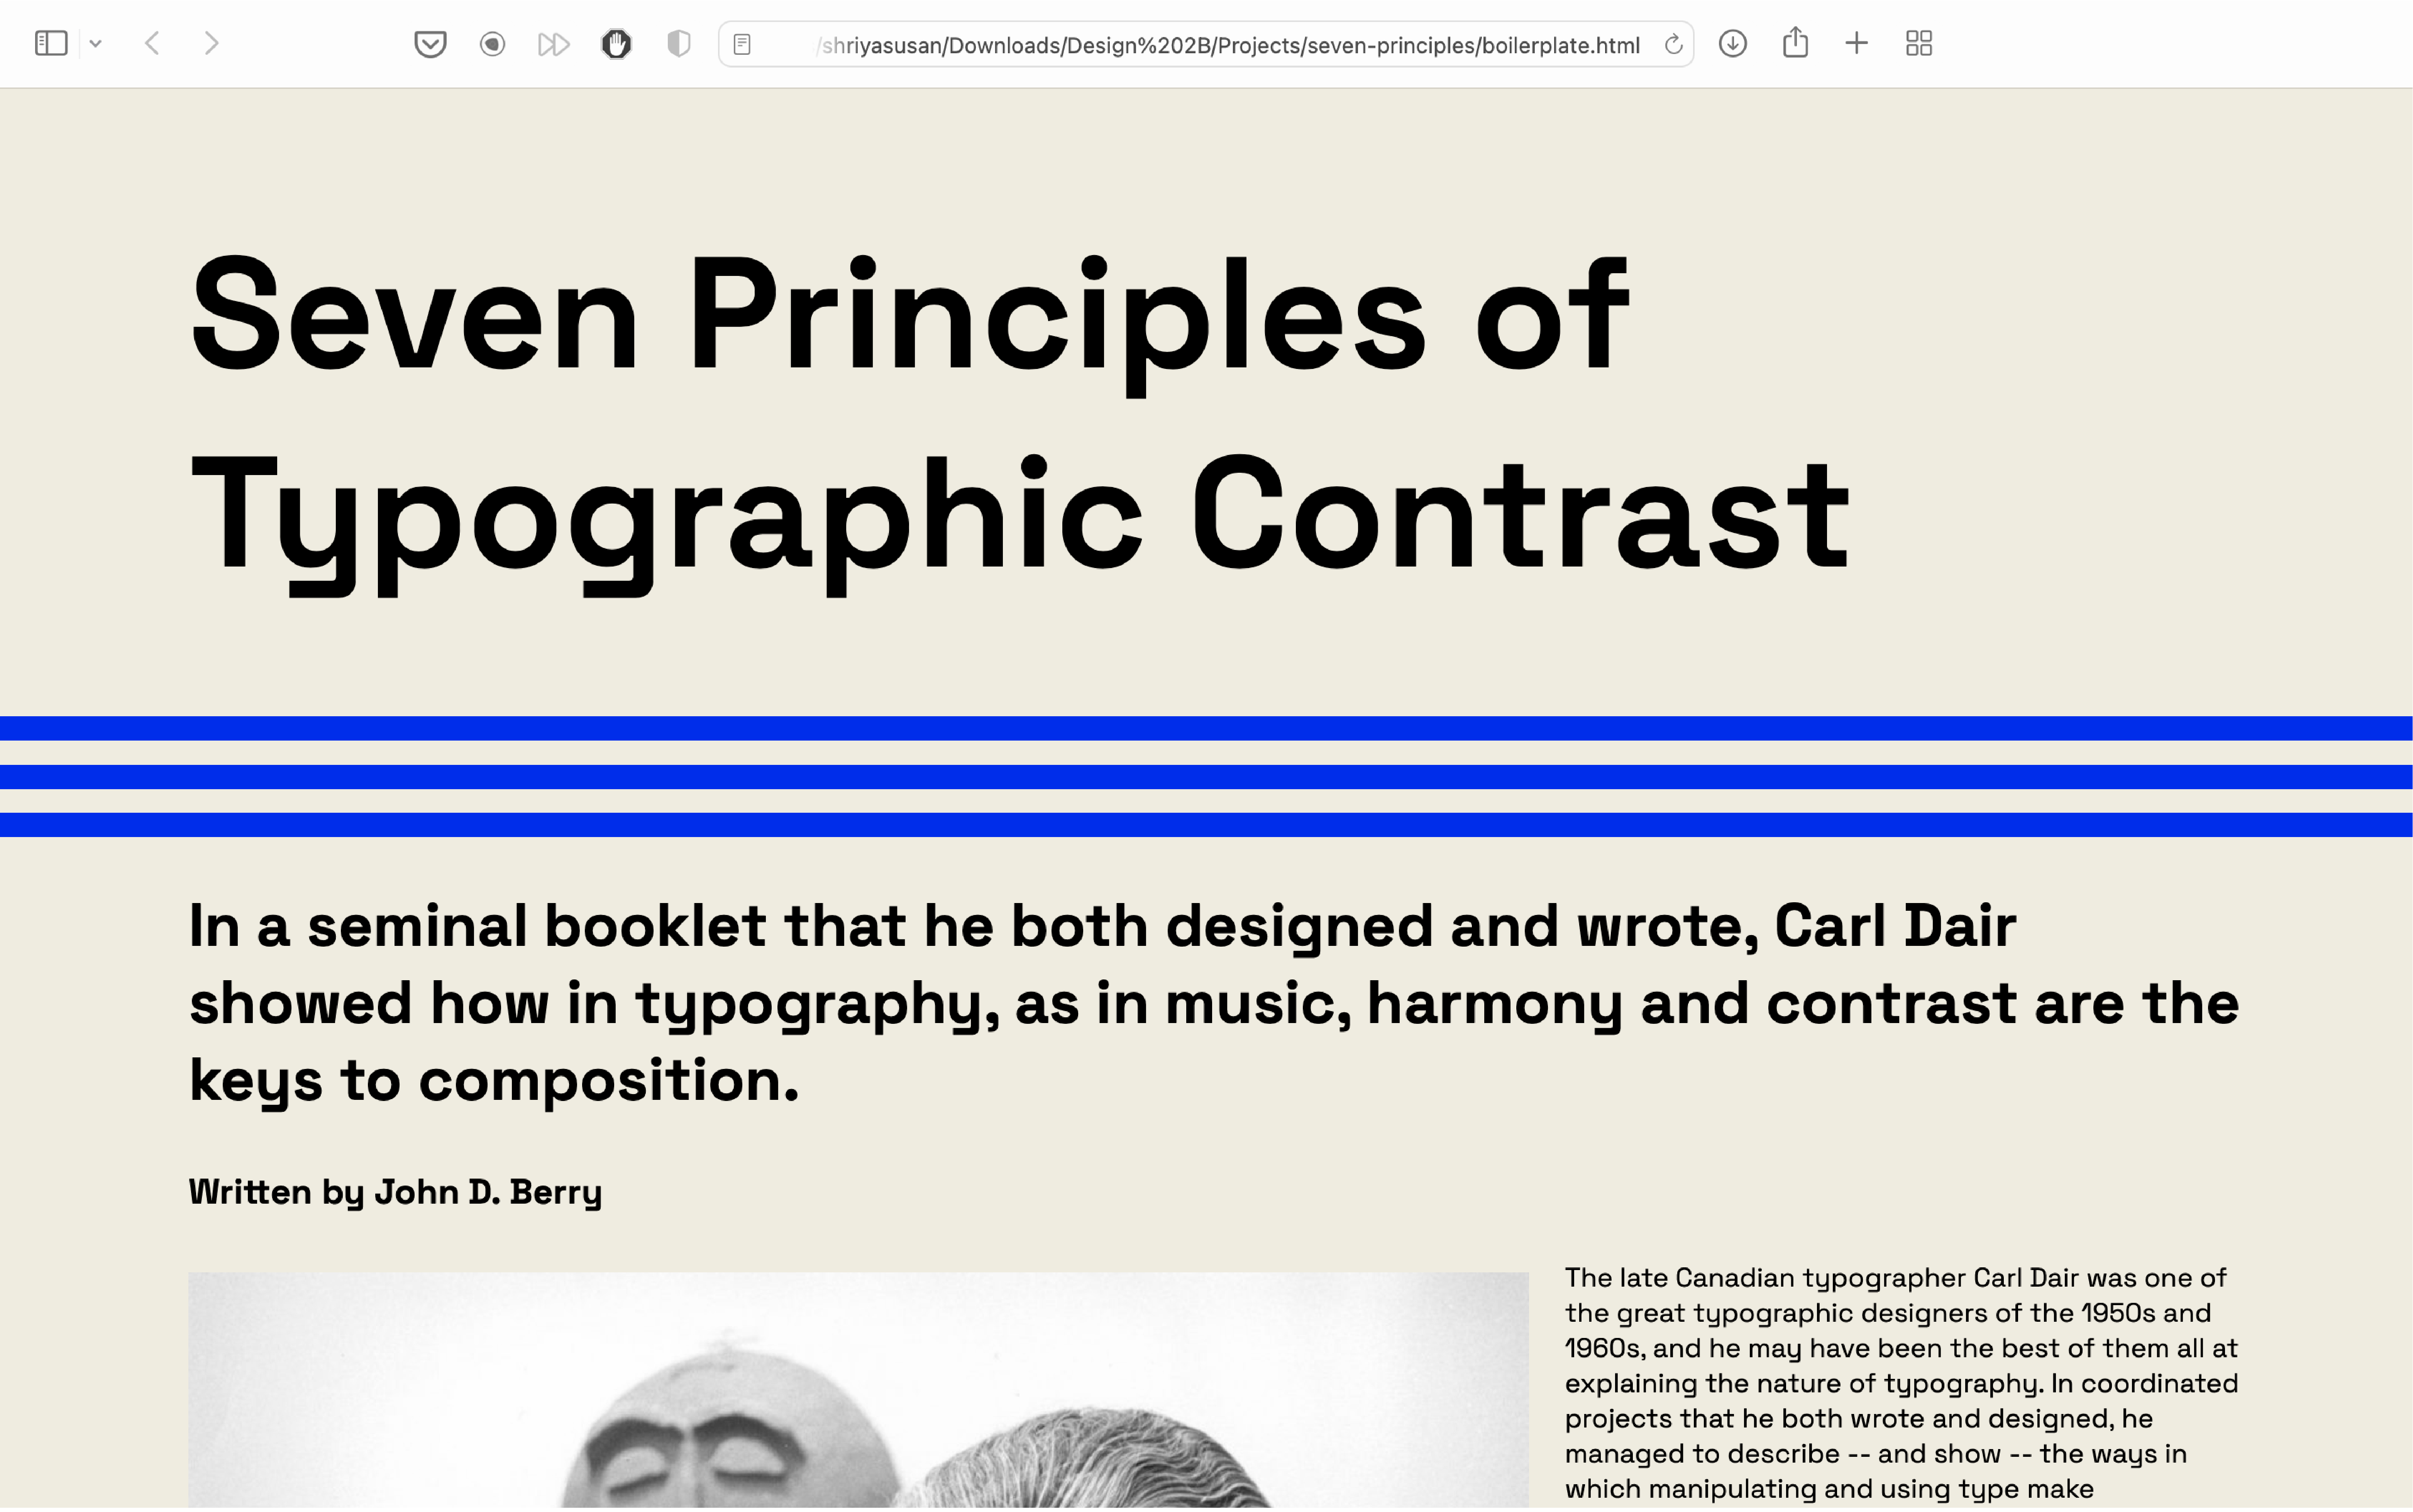 /shriyasusan/Downloads/Design%202B/Projects/seven-principles/boilerplate.html
Seven Principles of
Typographic Contrast
In a seminal booklet that he both designed and wrote, Carl Dair
showed how in typography, as in music, harmony and contrast are the
keys to composition.
Written by John D. Berry
The late Canadian typographer Carl Dair was one of
the great typographic designers of the 1950s and
1960s, and he may have been the best of them all at
explaining the nature of typography. In coordinated
projects that he both wrote and designed, he
managed to describe -- and show -- the ways in
which manipulating and using type make